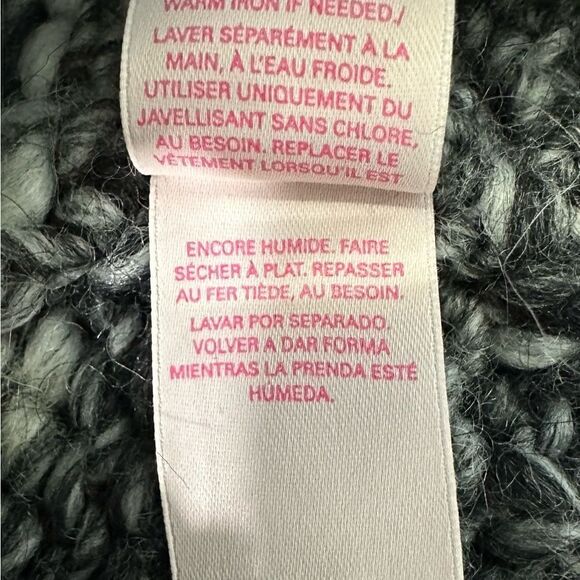 WARM IRON IF NEEDED./
LAVER SÉPARÉMENT À LA
MAIN, À L'EAU FROIDE.
UTILISER UNIQUEMENT DU
JAVELLISANT SANS CHLORE,
AU BESOIN. REPLACER LE
VÊTEMENT LORSQU'IL EST
ENCORE HUMIDE. FAIRE
SÉCHER À PLAT. REPASSER
AU FER TIÈDE, AU BESOIN.
LAVAR POR SEPARADO.
VOLVER A DAR FORMA
MIENTRAS LA PRENDA ESTÉ
HÚMEDA.